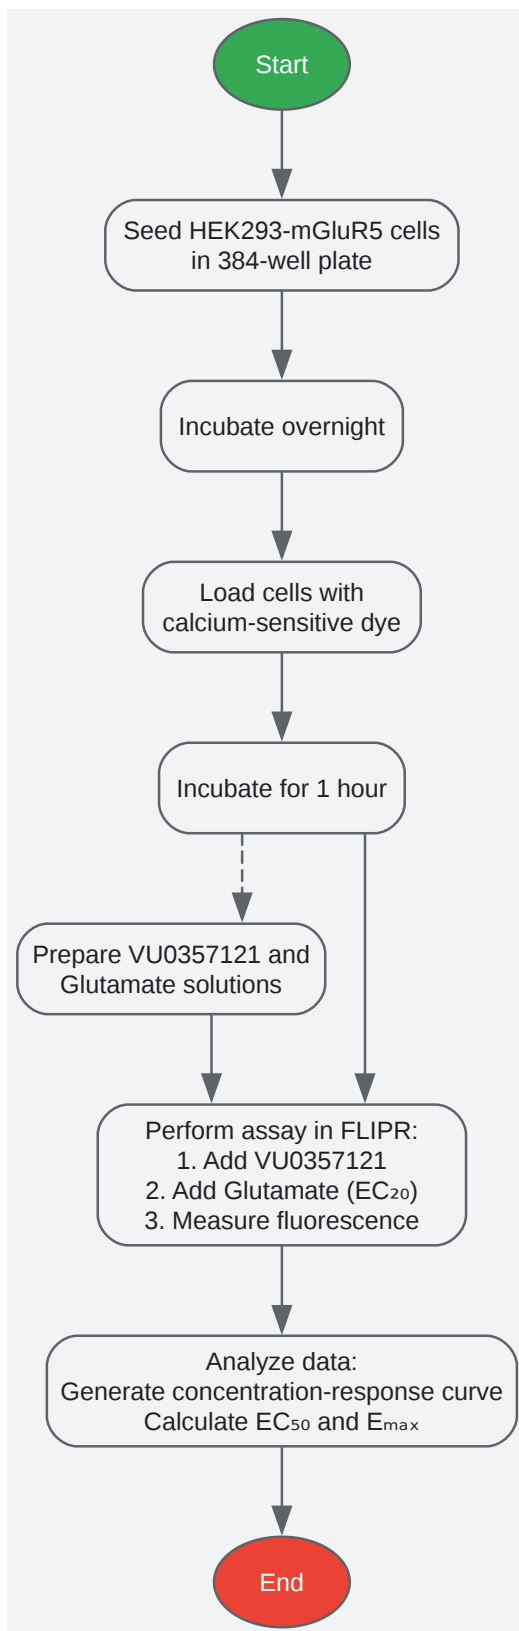 Start
Seed HEK293-mGluR5 cells
in 384-well plate
Incubate overnight
Load cells with
calcium-sensitive dye
Incubate for 1 hour
Prepare VU0357121 and
Glutamate solutions
Perform assay in FLIPR:
1. Add VU0357121
2. Add Glutamate (EC₂₀)
3. Measure fluorescence
Analyze data:
Generate concentration-response curve
Calculate EC₅₀ and Eₘₐₓ
End